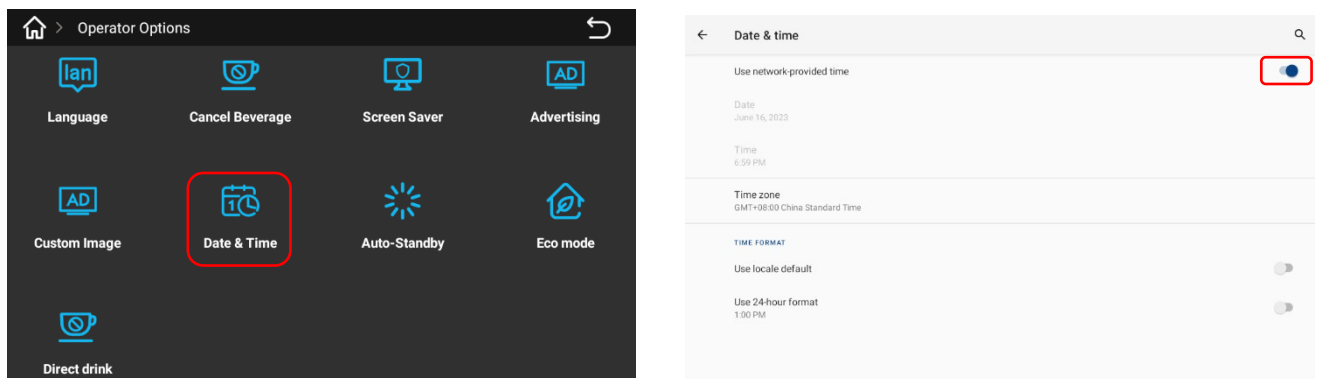 > Operator Options
lan
AD
Language
Cancel Beverage
Screen Saver
Advertising
AD
1
Custom Image
Date & Time
Auto-Standby
Eco mode
Direct drink
Date & time
Use network-provided time
Date
June 16, 2023
Time
6:59 PM
Time zone
GMT+08:00 China Standard Time
TIME FORMAT
Use locale default
Use 24-hour format
1:00 PM